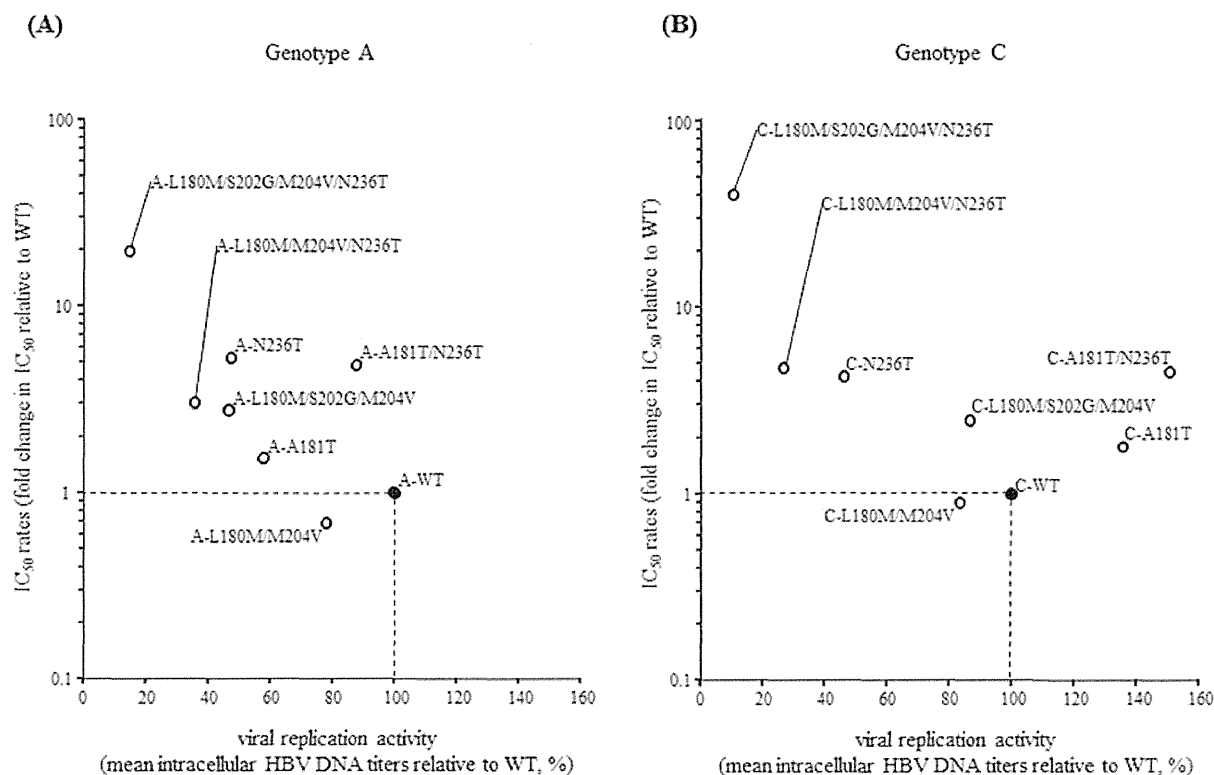 (A)
Genotype A
IC50 rates (fold change in IC50 relative to WT)
100
10
1
0.1
A-L180M/S202G/M204V/N236T
A-L180M/M204V/N236T
A-N236T
A-A181T/N236T
A-L180M/S202G/M204V
A-A181T
A-WT
A-L180M/M204V
0 20 40 60 80 100 120 140 160
viral replication activity
(mean intracellular HBV DNA titers relative to WT, %)
(B)
Genotype C
IC50 rates (fold change in IC50 relative to WT)
100
10
1
0.1
C-L180M/S202G/M204V/N236T
C-L180M/M204V/N236T
C-N236T
C-A181T/N236T
C-L180M/S202G/M204V
C-A181T
C-WT
C-L180M/M204V
0 20 40 60 80 100 120 140 160
viral replication activity
(mean intracellular HBV DNA titers relative to WT, %)